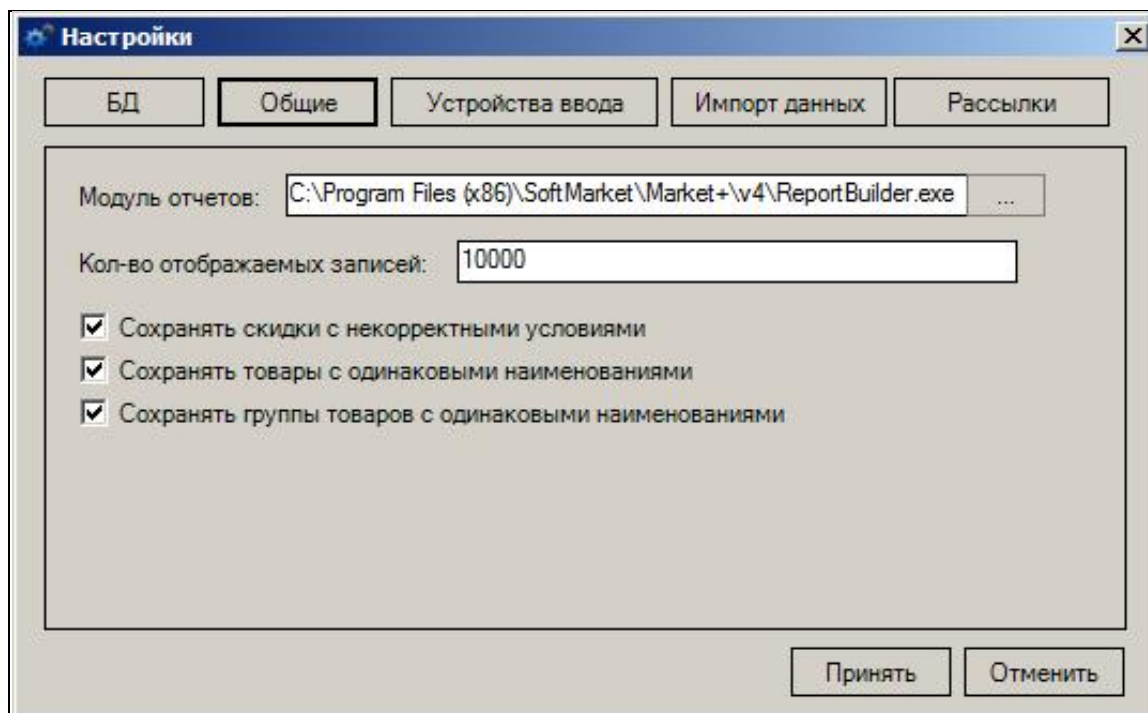 Настройки
БД Общие Устройства ввода Импорт данных Рассылки
Модуль отчетов: C:\Program Files (x86)\SoftMarket\Market+\v4\ReportBuilder.exe ...
Кол-во отображаемых записей: 10000
Сохранять скидки с некорректными условиями
Сохранять товары с одинаковыми наименованиями
Сохранять группы товаров с одинаковыми наименованиями
Принять Отменить